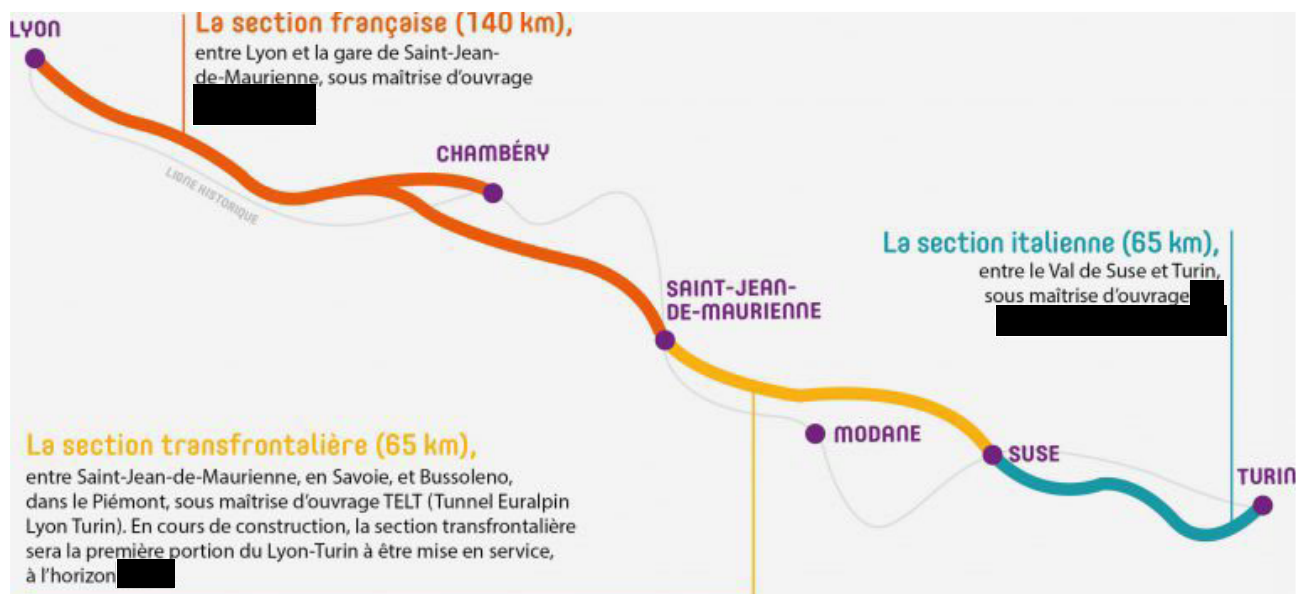 LYON
La section française (140 km),
entre Lyon et la gare de Saint-Jean-
de-Maurienne, sous maîtrise d'ouvrage
CHAMBÉRY
LIGNE HISTORIQUE
La section italienne (65 km),
entre le Val de Suse et Turin,
sous maîtrise d'ouvrage
SAINT-JEAN-
DE-MAURIENNE
MODANE
SUSE
TURIN
La section transfrontalière (65 km),
entre Saint-Jean-de-Maurienne, en Savoie, et Bussoleno,
dans le Piémont, sous maîtrise d'ouvrage TELT (Tunnel Euralpin
Lyon Turin). En cours de construction, la section transfrontalière
sera la première portion du Lyon-Turin à être mise en service,
à l'horizon